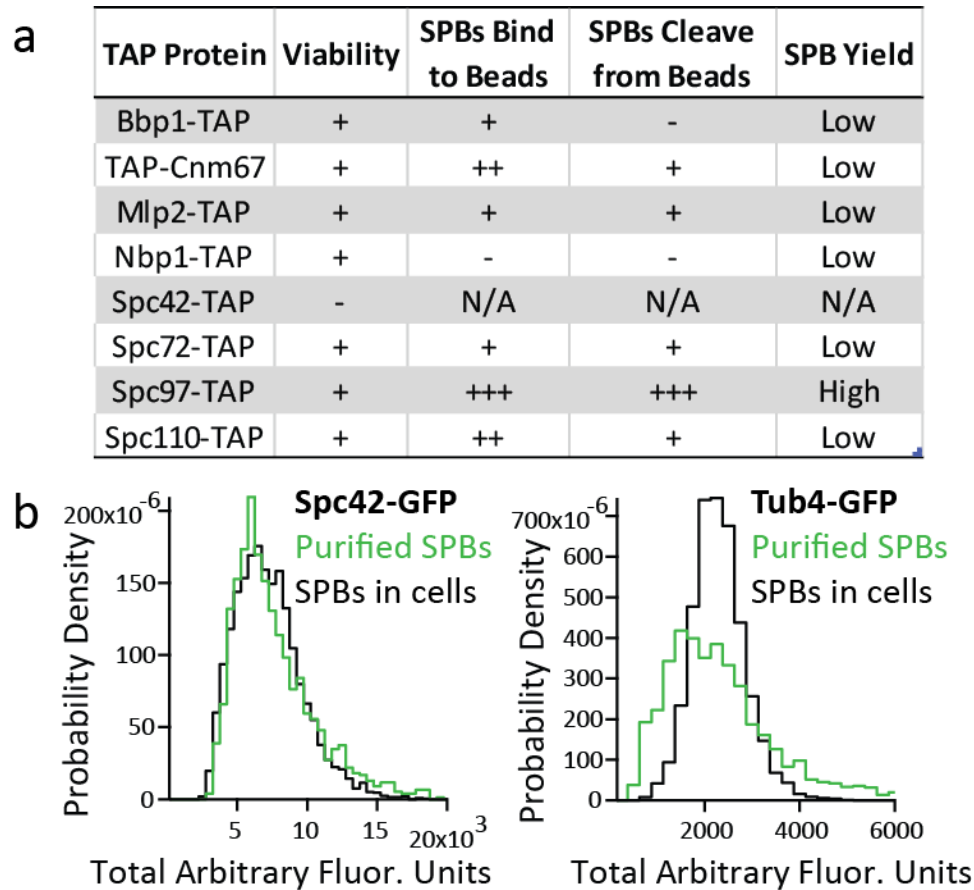 a
TAP Protein Viability SPBs Bind to Beads SPBs Cleave from Beads SPB Yield
Bbp1-TAP + + - Low
TAP-Cnm67 + ++ + Low
Mlp2-TAP + + + Low
Nbp1-TAP + - - Low
Spc42-TAP - N/A N/A N/A
Spc72-TAP + + + Low
Spc97-TAP + +++ +++ High
Spc110-TAP + ++ + Low
b
Spc42-GFP
Purified SPBs
SPBs in cells
Probability Density
200x10^-6
150
100
50
0
5 10 15 20x10^3
Total Arbitrary Fluor. Units
Tub4-GFP
Purified SPBs
SPBs in cells
Probability Density
700x10^-6
600
500
400
300
200
100
0
2000 4000 6000
Total Arbitrary Fluor. Units